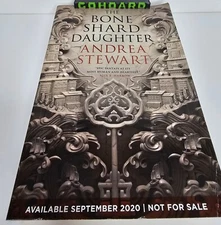 GOHOARD
THE
BONE
SHARD
DAUGHTER
ANDREA
STEWART
AVAILABLE SEPTEMBER 2020 | NOT FOR SALE